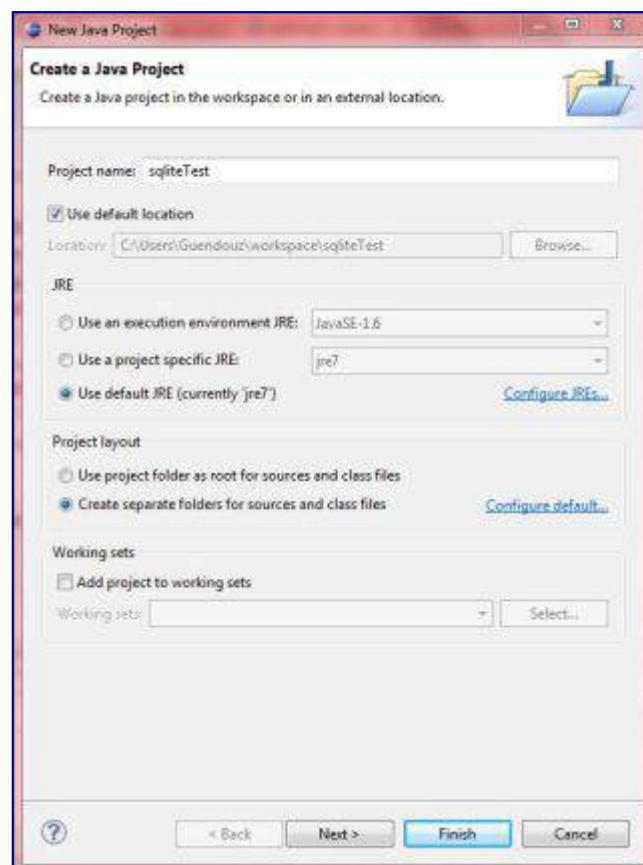 New Java Project
Create a Java Project
Create a Java project in the workspace or in an external location.
Project name: sqliteTest
Use default location
Location: C:\Users\Guendouz\workspace\sqliteTest Browse...
JRE
Use an execution environment JRE: JavaSE-1.6
Use a project specific JRE: jre7
Use default JRE (currently 'jre7') Configure JREs...
Project layout
Use project folder as root for sources and class files
Create separate folders for sources and class files Configure default...
Working sets
Add project to working sets
Working sets: Select...
? < Back Next > Finish Cancel